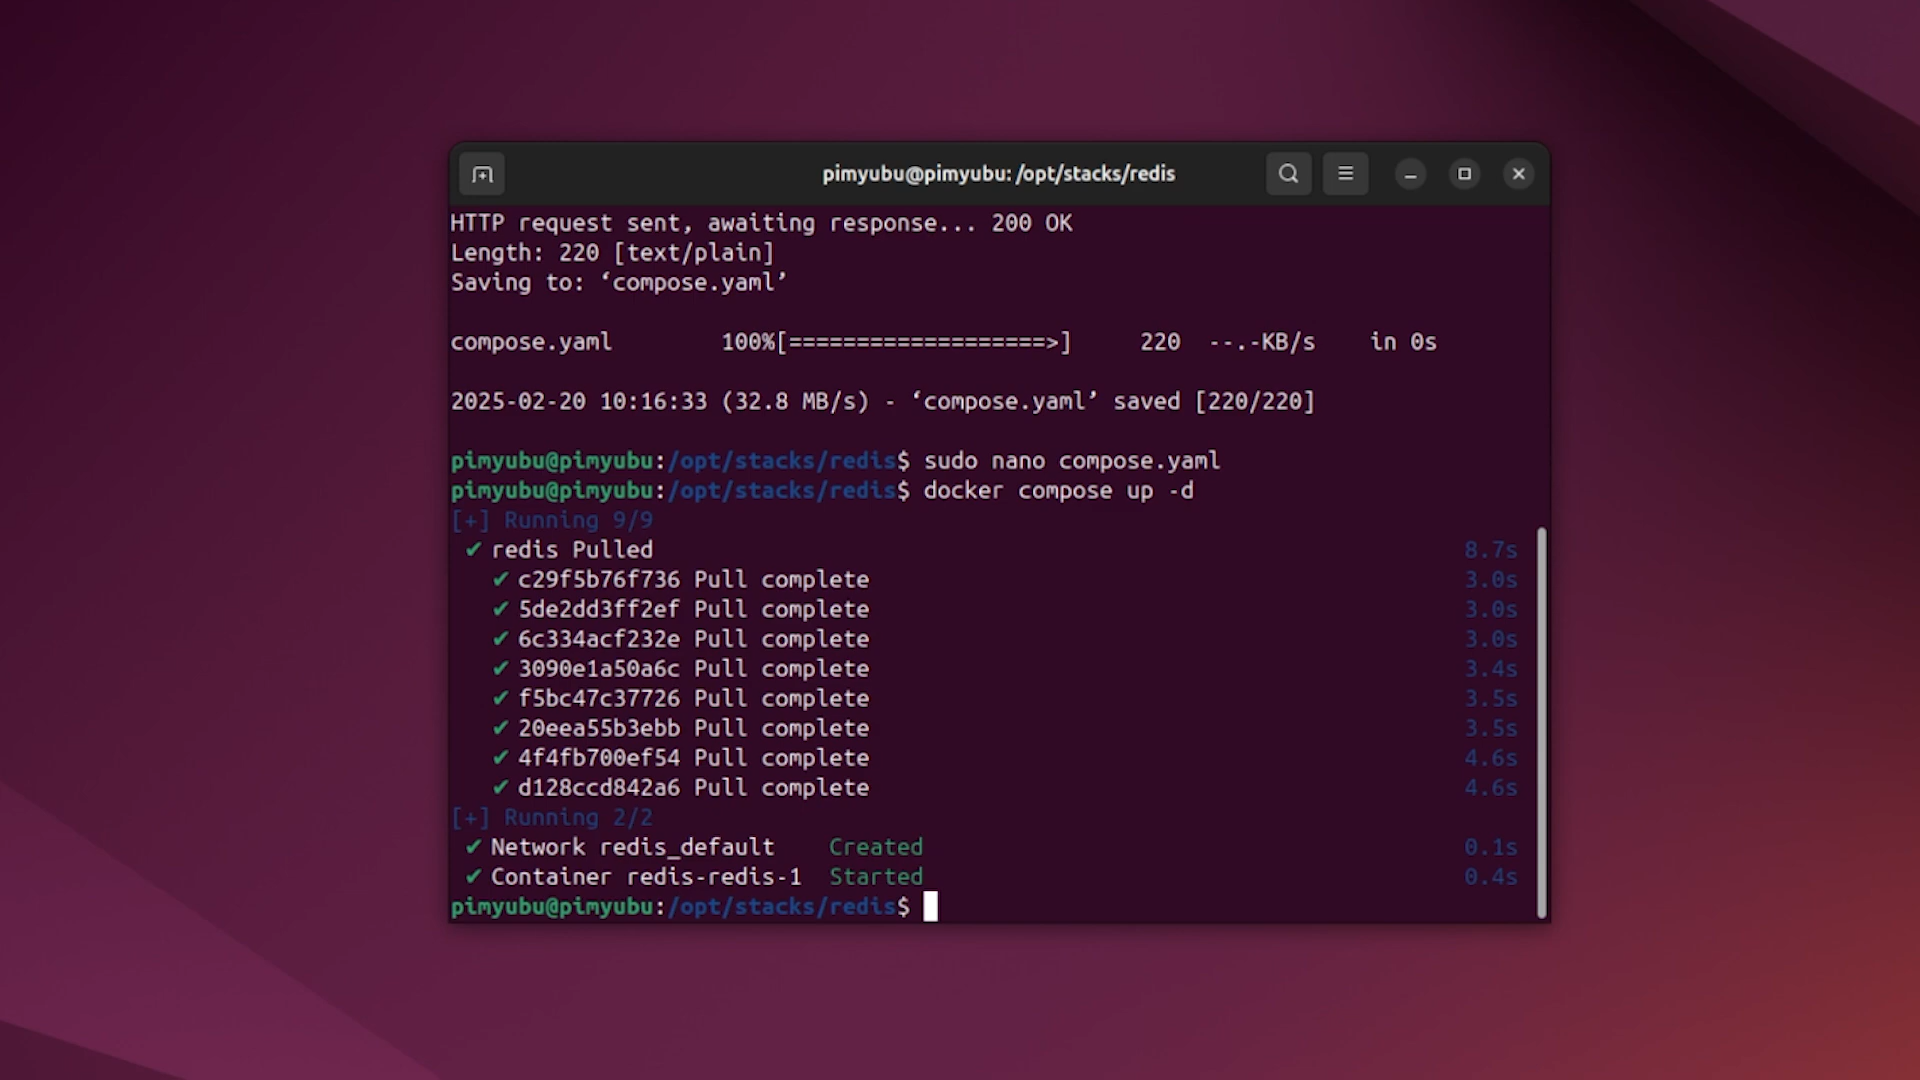 pimyubu@pimyubu: /opt/stacks/redis
HTTP request sent, awaiting response... 200 OK
Length: 220 [text/plain]
Saving to: ‘compose.yaml’
compose.yaml 100%[===================>] 220 --.-KB/s in 0s
2025-02-20 10:16:33 (32.8 MB/s) - ‘compose.yaml’ saved [220/220]
pimyubu@pimyubu:/opt/stacks/redis$ sudo nano compose.yaml
pimyubu@pimyubu:/opt/stacks/redis$ docker compose up -d
[+] Running 9/9
✔ redis Pulled 8.7s
✔ c29f5b76f736 Pull complete 3.0s
✔ 5de2dd3ff2ef Pull complete 3.0s
✔ 6c334acf232e Pull complete 3.0s
✔ 3090e1a50a6c Pull complete 3.4s
✔ f5bc47c37726 Pull complete 3.5s
✔ 20eea55b3ebb Pull complete 3.5s
✔ 4f4fb700ef54 Pull complete 4.6s
✔ d128ccd842a6 Pull complete 4.6s
[+] Running 2/2
✔ Network redis_default Created 0.1s
✔ Container redis-redis-1 Started 0.4s
pimyubu@pimyubu:/opt/stacks/redis$